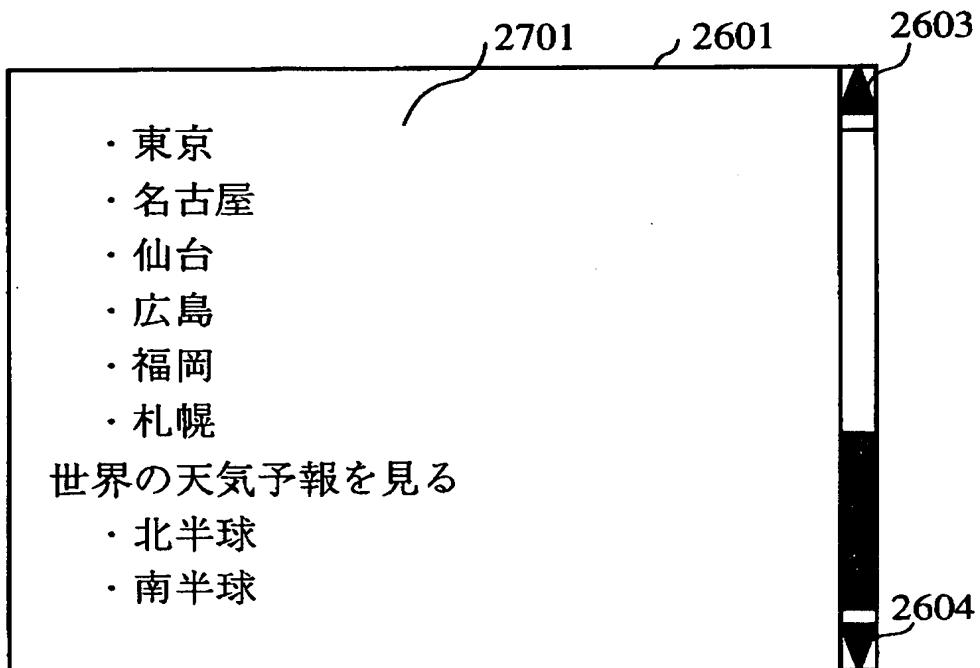 2701 2601 2603
・東京
・名古屋
・仙台
・広島
・福岡
・札幌
世界の天気予報を見る
・北半球
・南半球
2604